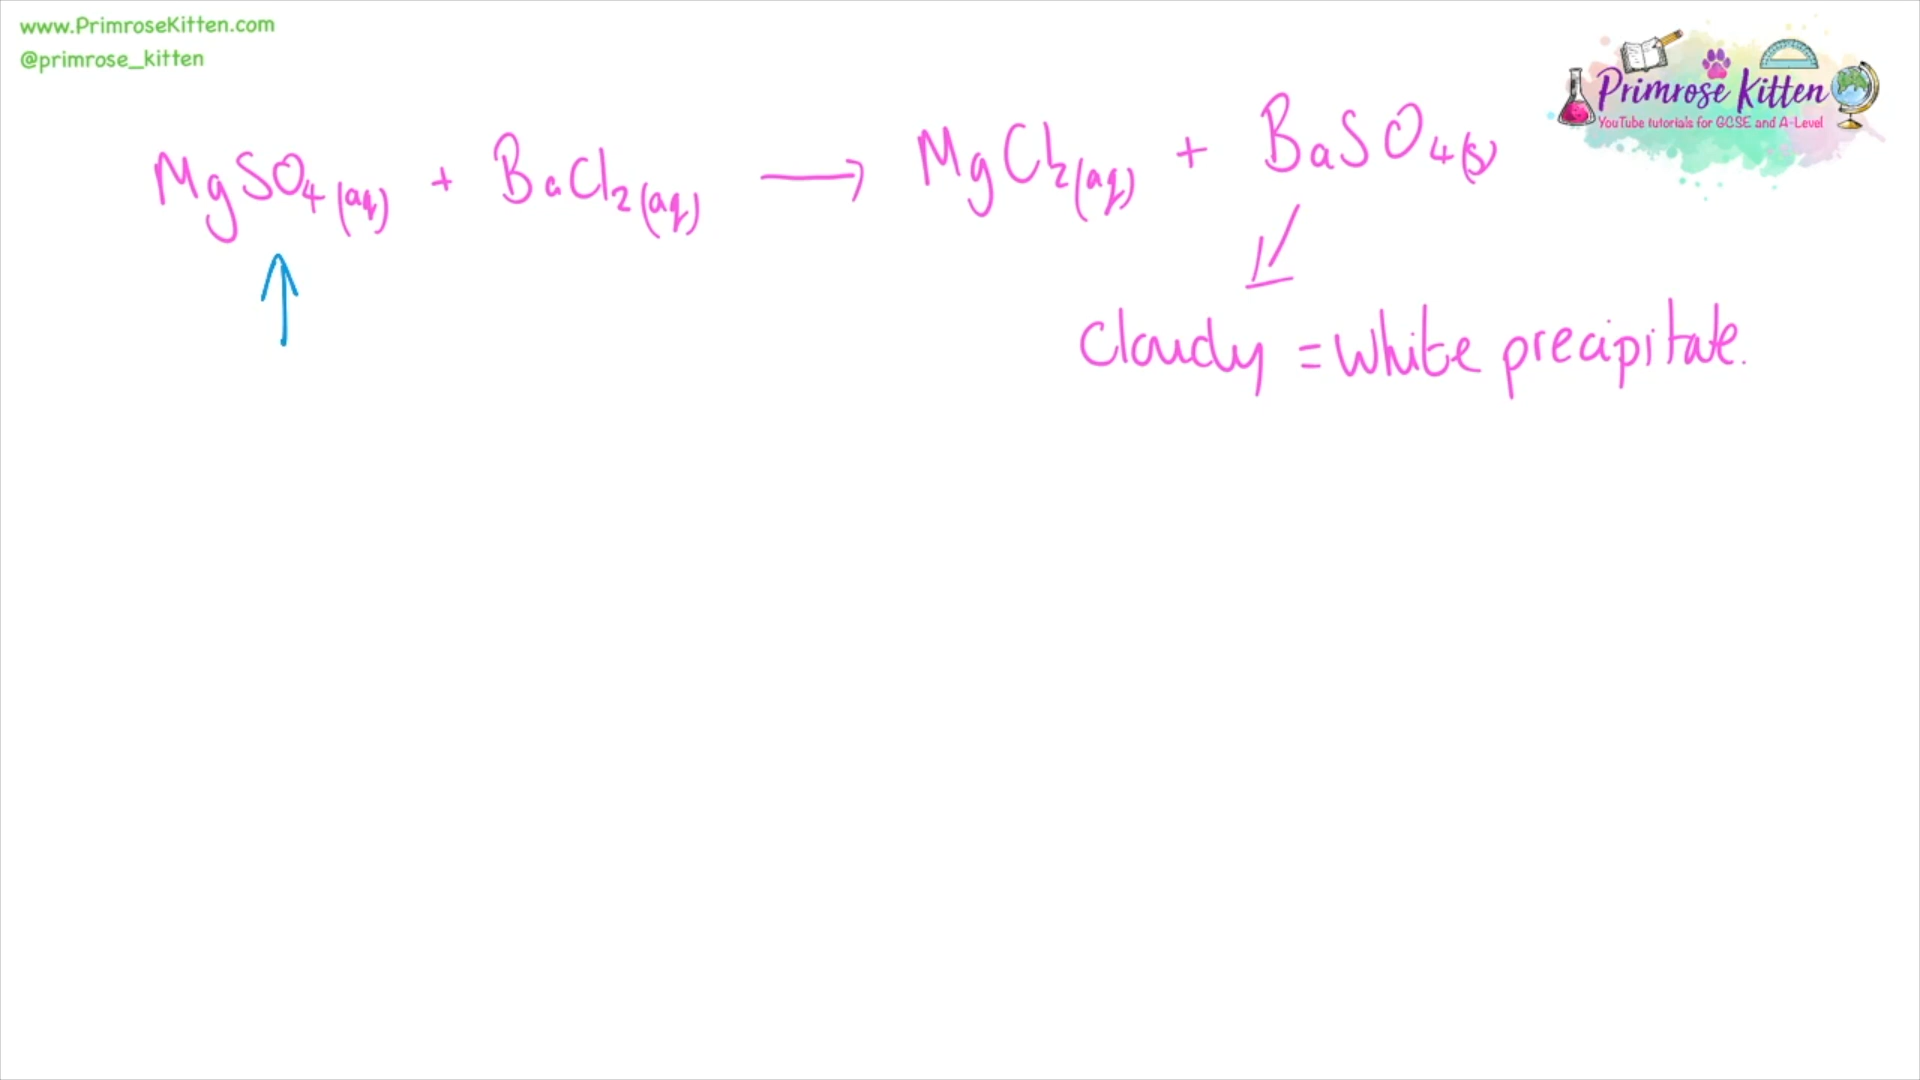 www.PrimroseKitten.com
@primrose_kitten
Primrose Kitten
YouTube tutorials for GCSE and A-Level
MgSO₄(aq) + BaCl₂(aq) → MgCl₂(aq) + BaSO₄(s)
Cloudy = white precipitate.